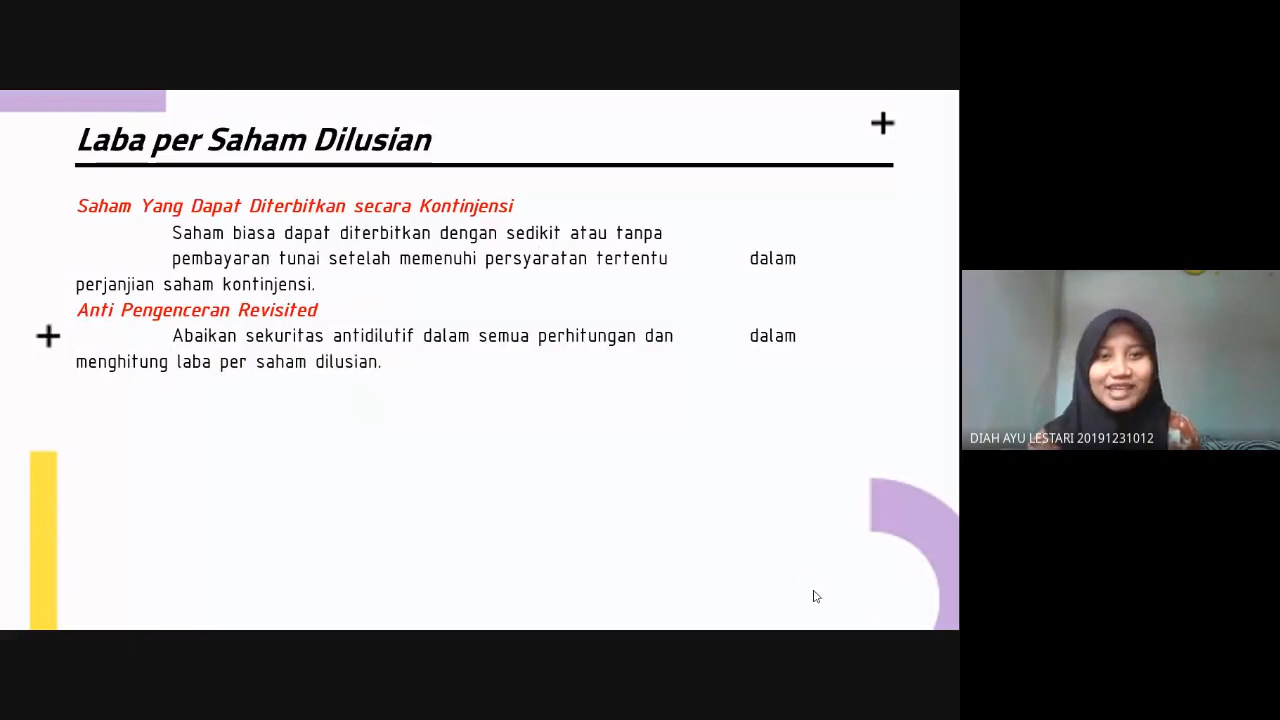 Laba per Saham Dilusian
Saham Yang Dapat Diterbitkan secara Kontinjensi
Saham biasa dapat diterbitkan dengan sedikit atau tanpa
pembayaran tunai setelah memenuhi persyaratan tertentu dalam
perjanjian saham kontinjensi.
Anti Pengenceran Revisited
Abaikan sekuritas antidilutif dalam semua perhitungan dan dalam
menghitung laba per saham dilusian.
DIAH AYU LESTARI 20191231012